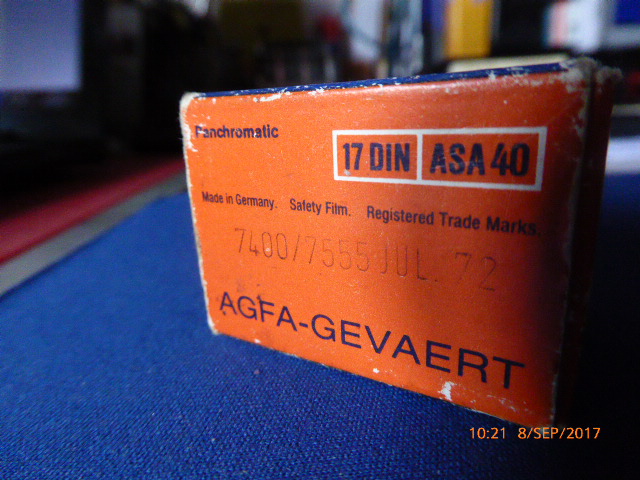 Panchromatic
17 DIN ASA 40
Made in Germany. Safety Film. Registered Trade Marks.
7400/7555 JUL. 72
AGFA-GEVAERT
10:21 8/SEP/2017